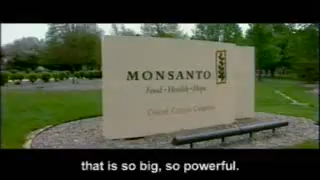 MONSANTO
Food · Health · Hope
that is so big, so powerful.